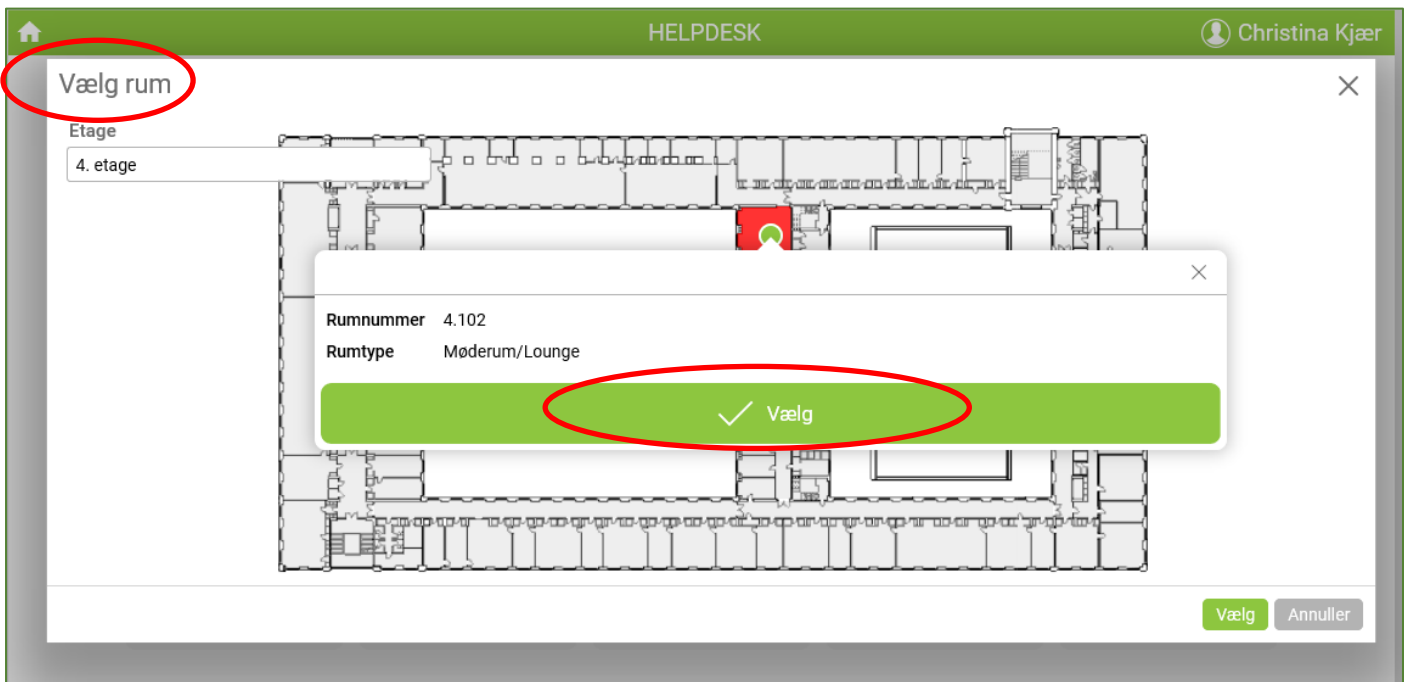 HELPDESK
Christina Kjær
Vælg rum
Etage
4. etage
Rumnummer 4.102
Rumtype Møderum/Lounge
Vælg
Vælg Annuller